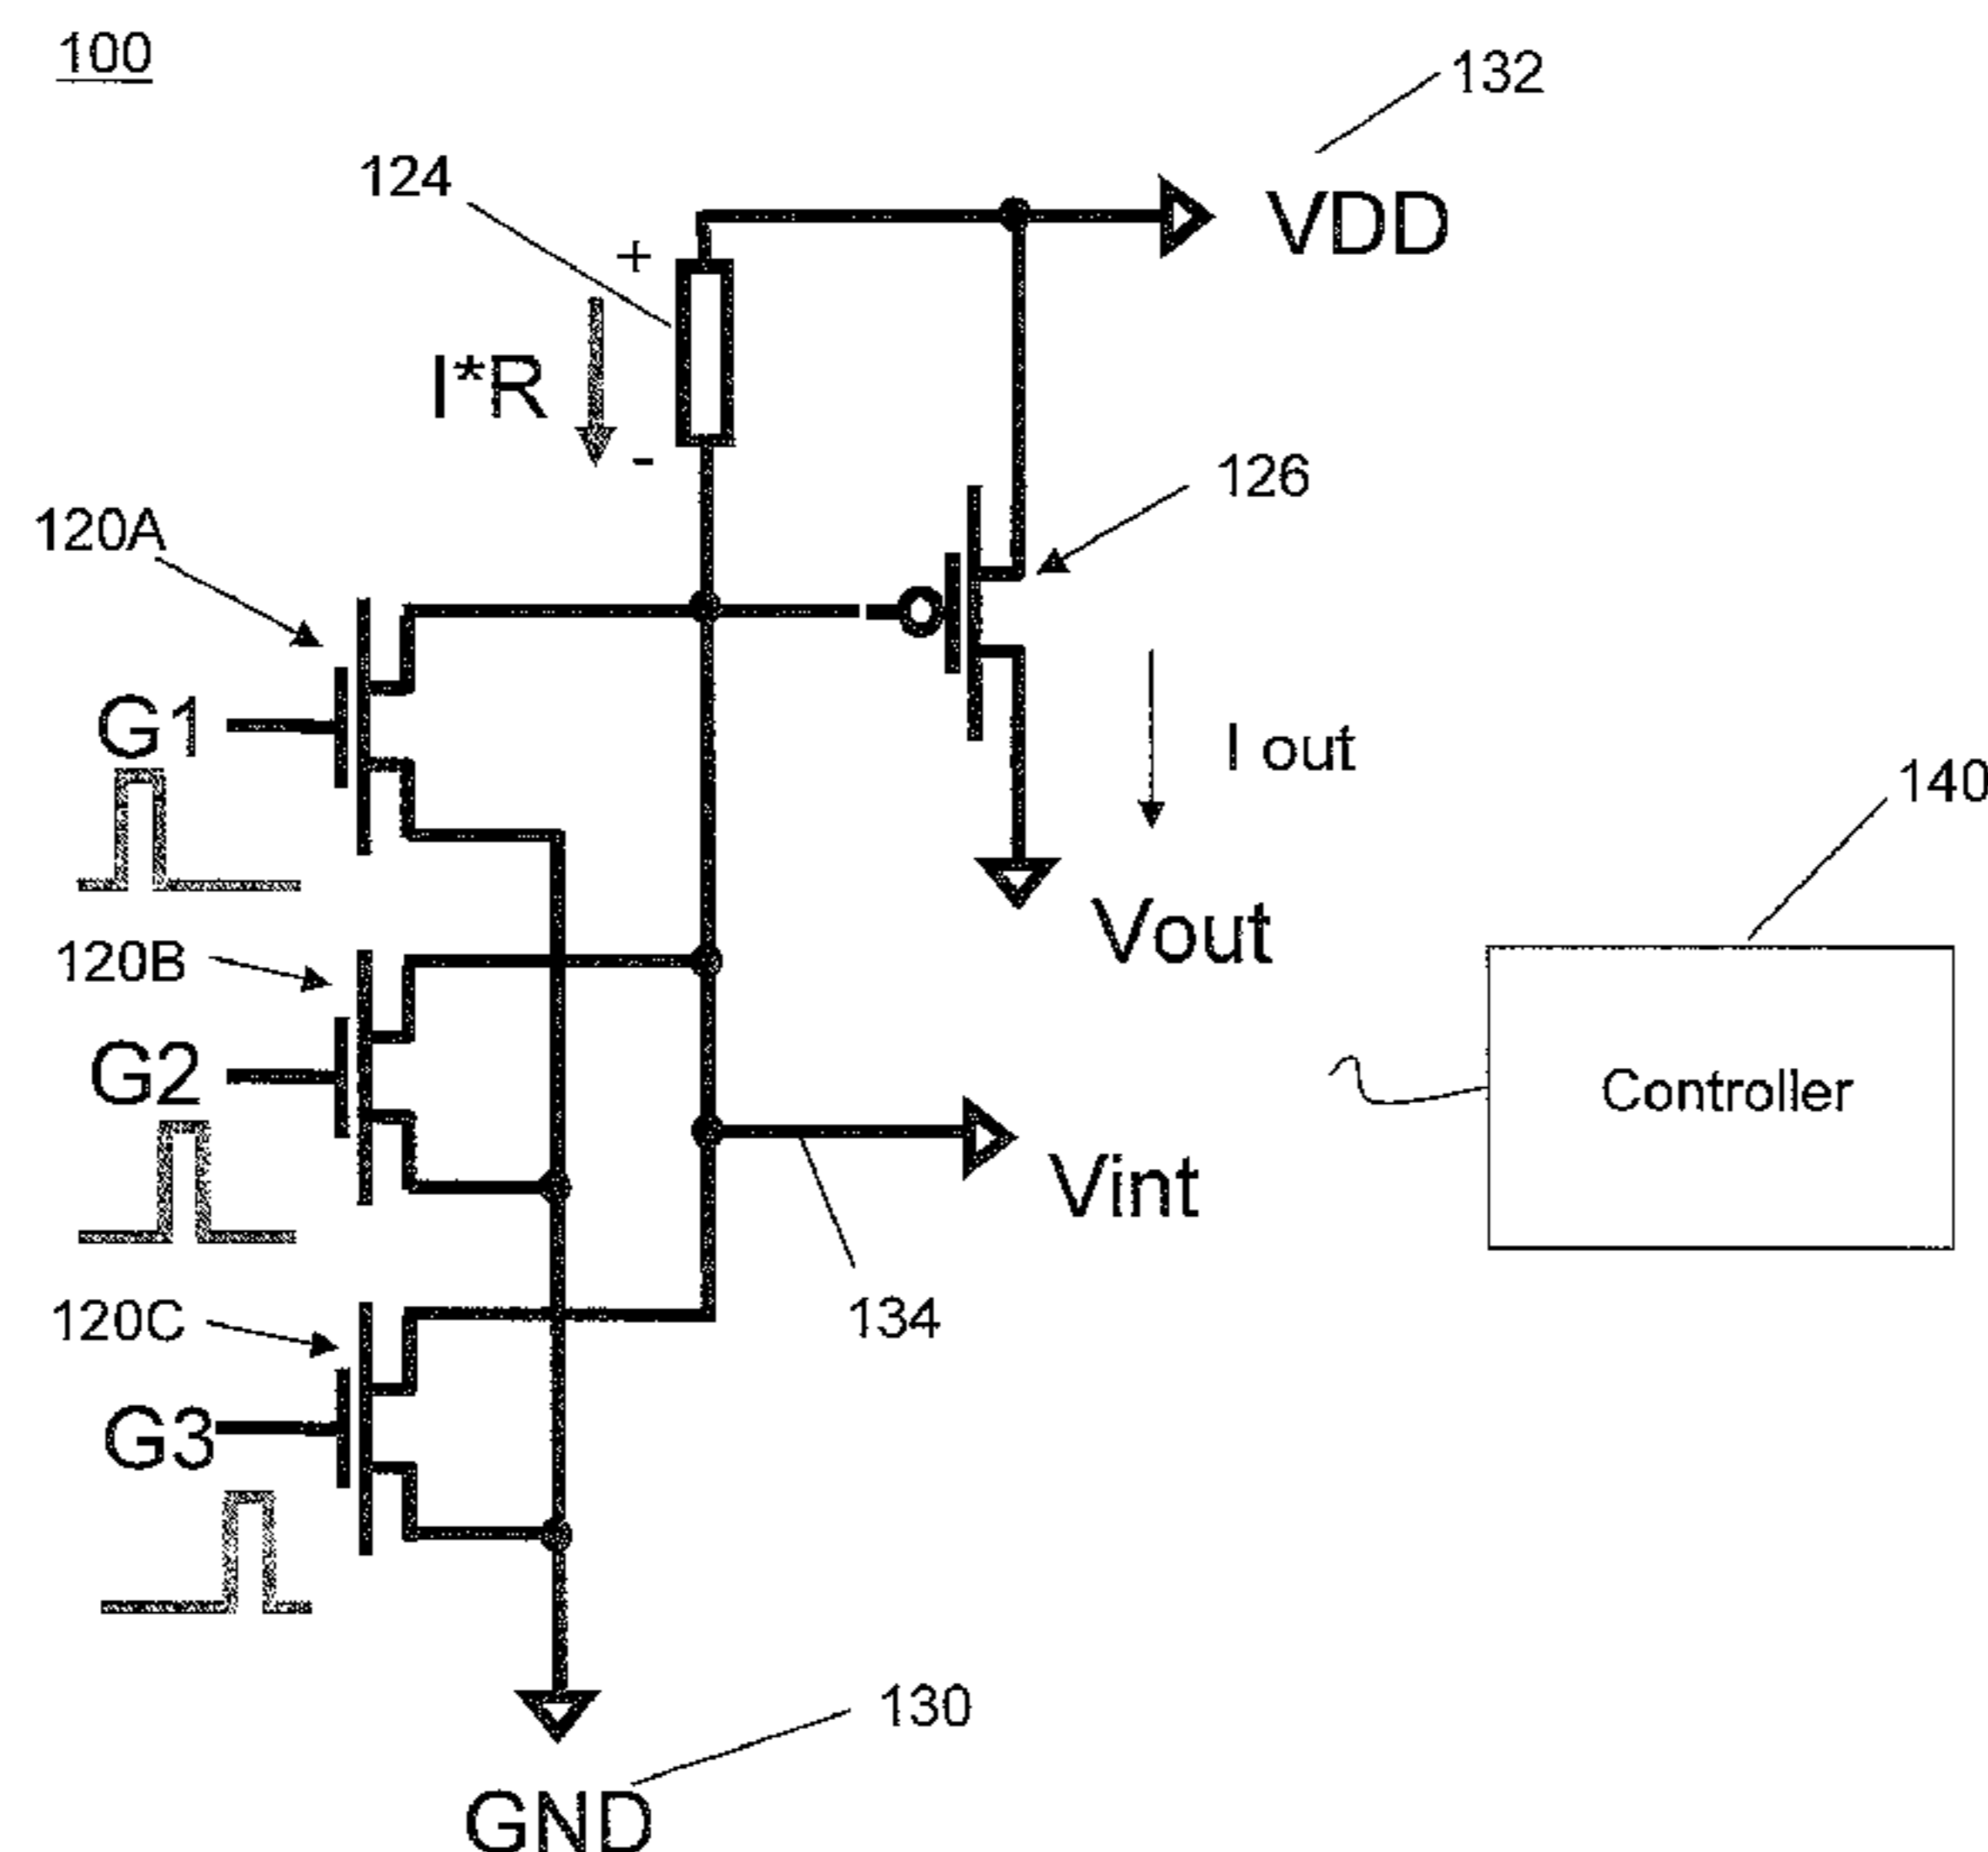 100
132
124
VDD
+
I*R
-
126
120A
G1
I out
140
Vout
120B
G2
Controller
Vint
120C
134
G3
130
GND